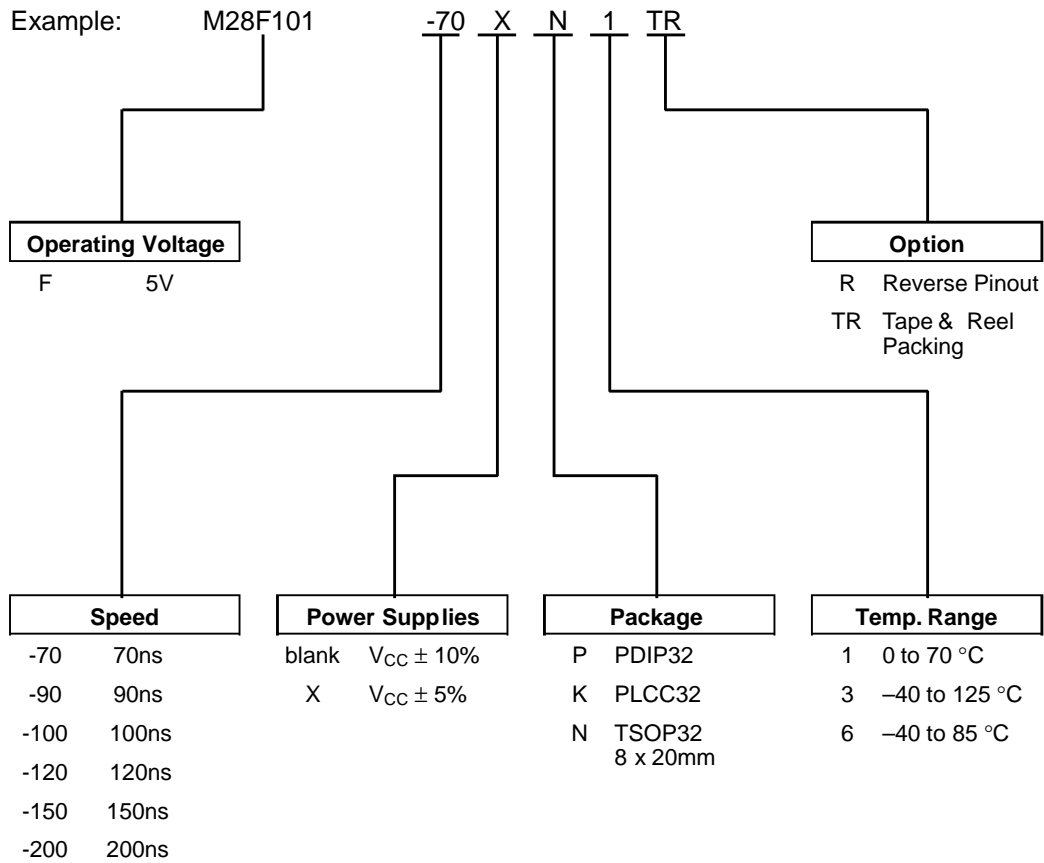 Example: M28F101 -70 X N 1 TR
Operating Voltage
F 5V
Option
R Reverse Pinout
TR Tape & Reel
Packing
Speed
-70 70ns
-90 90ns
-100 100ns
-120 120ns
-150 150ns
-200 200ns
Power Supplies
blank VCC ± 10%
X VCC ± 5%
Package
P PDIP32
K PLCC32
N TSOP32
8 x 20mm
Temp. Range
1 0 to 70 °C
3 –40 to 125 °C
6 –40 to 85 °C